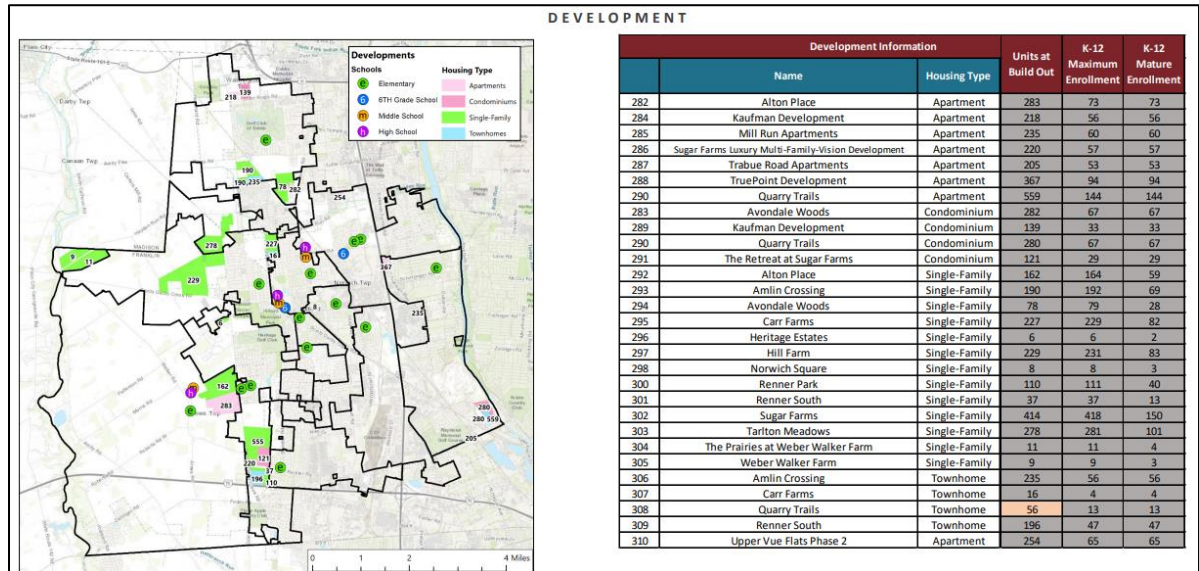 DEVELOPMENT
Developments
Schools
Elementary
6TH Grade School
Middle School
High School
Housing Type
Apartments
Condominiums
Single-Family
Townhomes
MADISON
FRANKLIN
218
139
190
190
235
78
282
254
278
227
16
9
11
229
267
235
8
6
162
283
280
280
559
205
555
121
220
37
196
110
0 1 2 4 Miles
Development Information Units at Build Out K-12 Maximum Enrollment K-12 Mature Enrollment
Name Housing Type
282 Alton Place Apartment 283 73 73
284 Kaufman Development Apartment 218 56 56
285 Mill Run Apartments Apartment 235 60 60
286 Sugar Farms Luxury Multi-Family-Vision Development Apartment 220 57 57
287 Trabue Road Apartments Apartment 205 53 53
288 TruePoint Development Apartment 367 94 94
290 Quarry Trails Apartment 559 144 144
283 Avondale Woods Condominium 282 67 67
289 Kaufman Development Condominium 139 33 33
290 Quarry Trails Condominium 280 67 67
291 The Retreat at Sugar Farms Condominium 121 29 29
292 Alton Place Single-Family 162 164 59
293 Amlin Crossing Single-Family 190 192 69
294 Avondale Woods Single-Family 78 79 28
295 Carr Farms Single-Family 227 229 82
296 Heritage Estates Single-Family 6 6 2
297 Hill Farm Single-Family 229 231 83
298 Norwich Square Single-Family 8 8 3
300 Renner Park Single-Family 110 111 40
301 Renner South Single-Family 37 37 13
302 Sugar Farms Single-Family 414 418 150
303 Tarlton Meadows Single-Family 278 281 101
304 The Prairies at Weber Walker Farm Single-Family 11 11 4
305 Weber Walker Farm Single-Family 9 9 3
306 Amlin Crossing Townhome 235 56 56
307 Carr Farms Townhome 16 4 4
308 Quarry Trails Townhome 56 13 13
309 Renner South Townhome 196 47 47
310 Upper Vue Flats Phase 2 Apartment 254 65 65